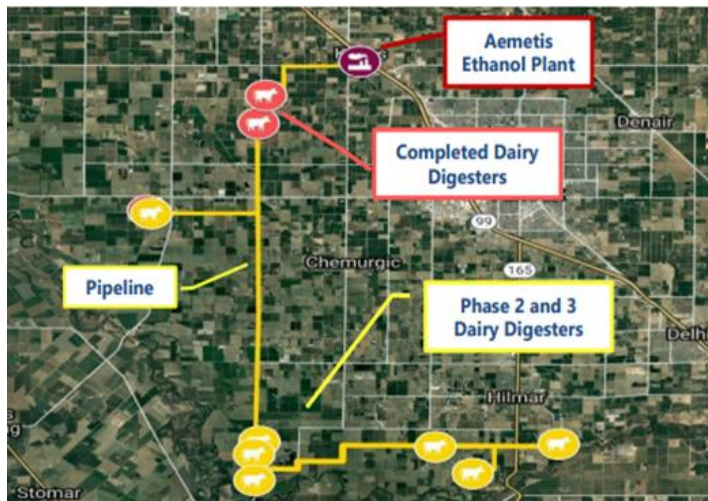 Aemetis
Ethanol Plant
Denair
Completed Dairy
Digesters
99
Chemurgic
165
Pipeline
Phase 2 and 3
Dairy Digesters
Delhi
Hilmar
Stomar